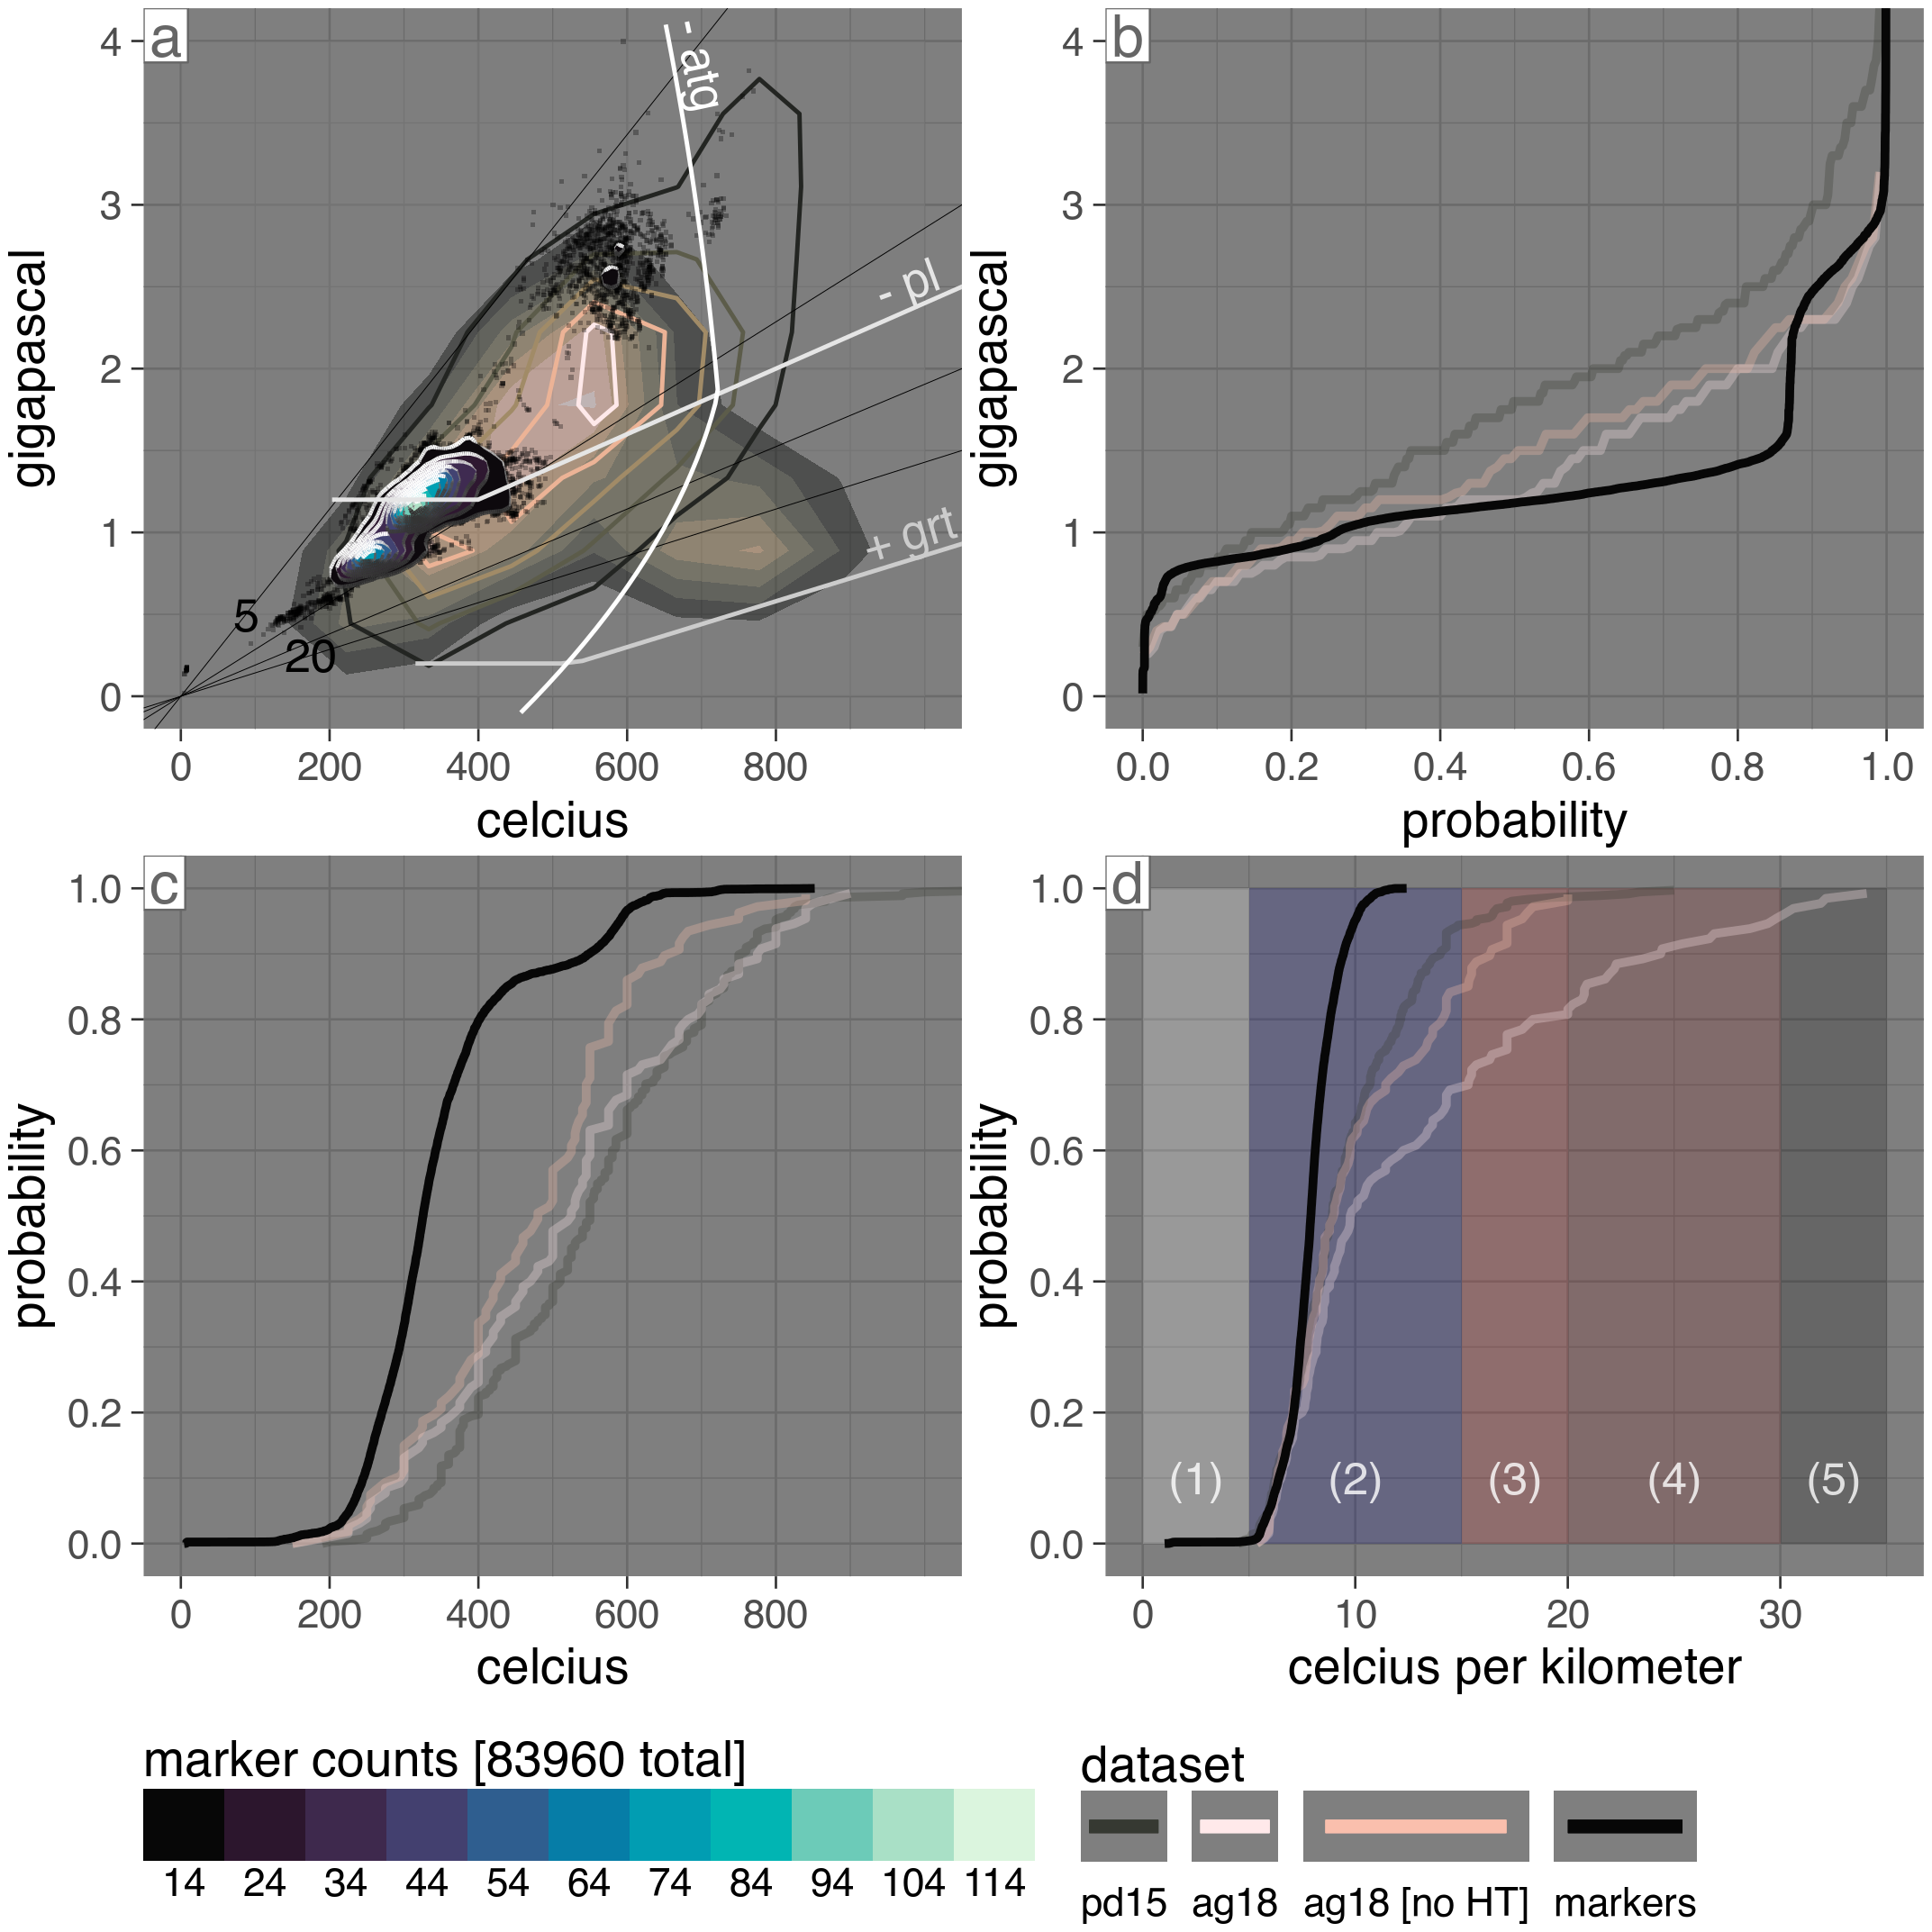 a
4
3
2
1
0
gigapascal
- atg
- pl
+ grt
5
20
0 200 400 600 800
celcius
b
4
3
2
1
0
gigapascal
0.0 0.2 0.4 0.6 0.8 1.0
probability
c
1.0
0.8
0.6
0.4
0.2
0.0
probability
0 200 400 600 800
celcius
d
1.0
0.8
0.6
0.4
0.2
0.0
probability
(1) (2) (3) (4) (5)
0 10 20 30
celcius per kilometer
marker counts [83960 total]
14 24 34 44 54 64 74 84 94 104 114
dataset
pd15 ag18 ag18 [no HT] markers